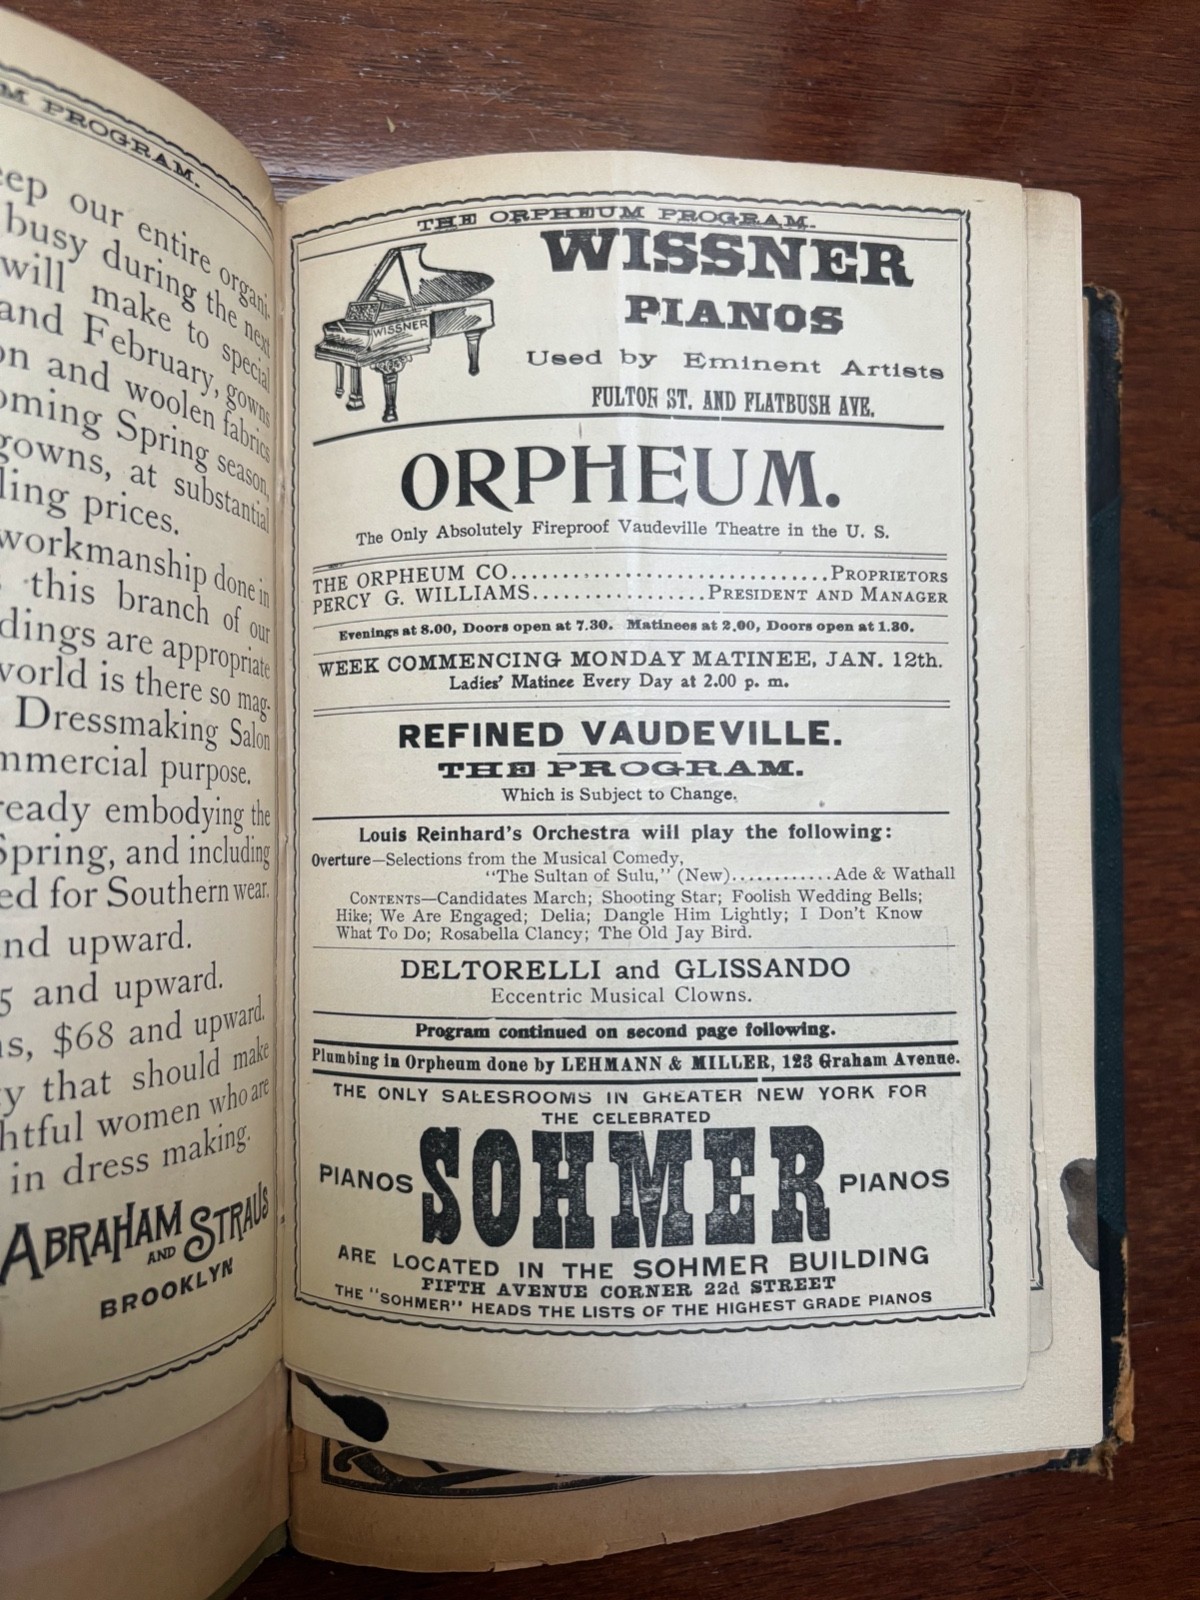 M PROGRAM.
our entire organi-
busy during the next
will make to special
and February, gowns
on and woolen fabrics
oming Spring season,
gowns, at substantial
ling prices.
workmanship done in
this branch of our
dings are appropriate
world is there so mag-
Dressmaking Salon
mmercial purpose.
ready embodying the
Spring, and including
ed for Southern wear.
nd upward.
5 and upward.
ns, $68 and upward.
y that should make
htful women who are
in dress making.
ABRAHAM AND STRAUS
BROOKLYN
THE ORPHEUM PROGRAM.
WISSNER
WISSNER
PIANOS
Used by Eminent Artists
FULTON ST. AND FLATBUSH AVE.
ORPHEUM.
The Only Absolutely Fireproof Vaudeville Theatre in the U. S.
THE ORPHEUM CO................................PROPRIETORS
PERCY G. WILLIAMS..................PRESIDENT AND MANAGER
Evenings at 8.00, Doors open at 7.30. Matinees at 2.00, Doors open at 1.30.
WEEK COMMENCING MONDAY MATINEE, JAN. 12th.
Ladies' Matinee Every Day at 2.00 p. m.
REFINED VAUDEVILLE.
THE PROGRAM.
Which is Subject to Change.
Louis Reinhard's Orchestra will play the following:
Overture—Selections from the Musical Comedy,
"The Sultan of Sulu," (New)............Ade & Wathall
CONTENTS—Candidates March; Shooting Star; Foolish Wedding Bells;
Hike; We Are Engaged; Delia; Dangle Him Lightly; I Don't Know
What To Do; Rosabella Clancy; The Old Jay Bird.
DELTORELLI and GLISSANDO
Eccentric Musical Clowns.
Program continued on second page following.
Plumbing in Orpheum done by LEHMANN & MILLER, 123 Graham Avenue.
THE ONLY SALESROOMS IN GREATER NEW YORK FOR
THE CELEBRATED
PIANOS SOHMER PIANOS
ARE LOCATED IN THE SOHMER BUILDING
FIFTH AVENUE CORNER 22d STREET
THE "SOHMER" HEADS THE LISTS OF THE HIGHEST GRADE PIANOS